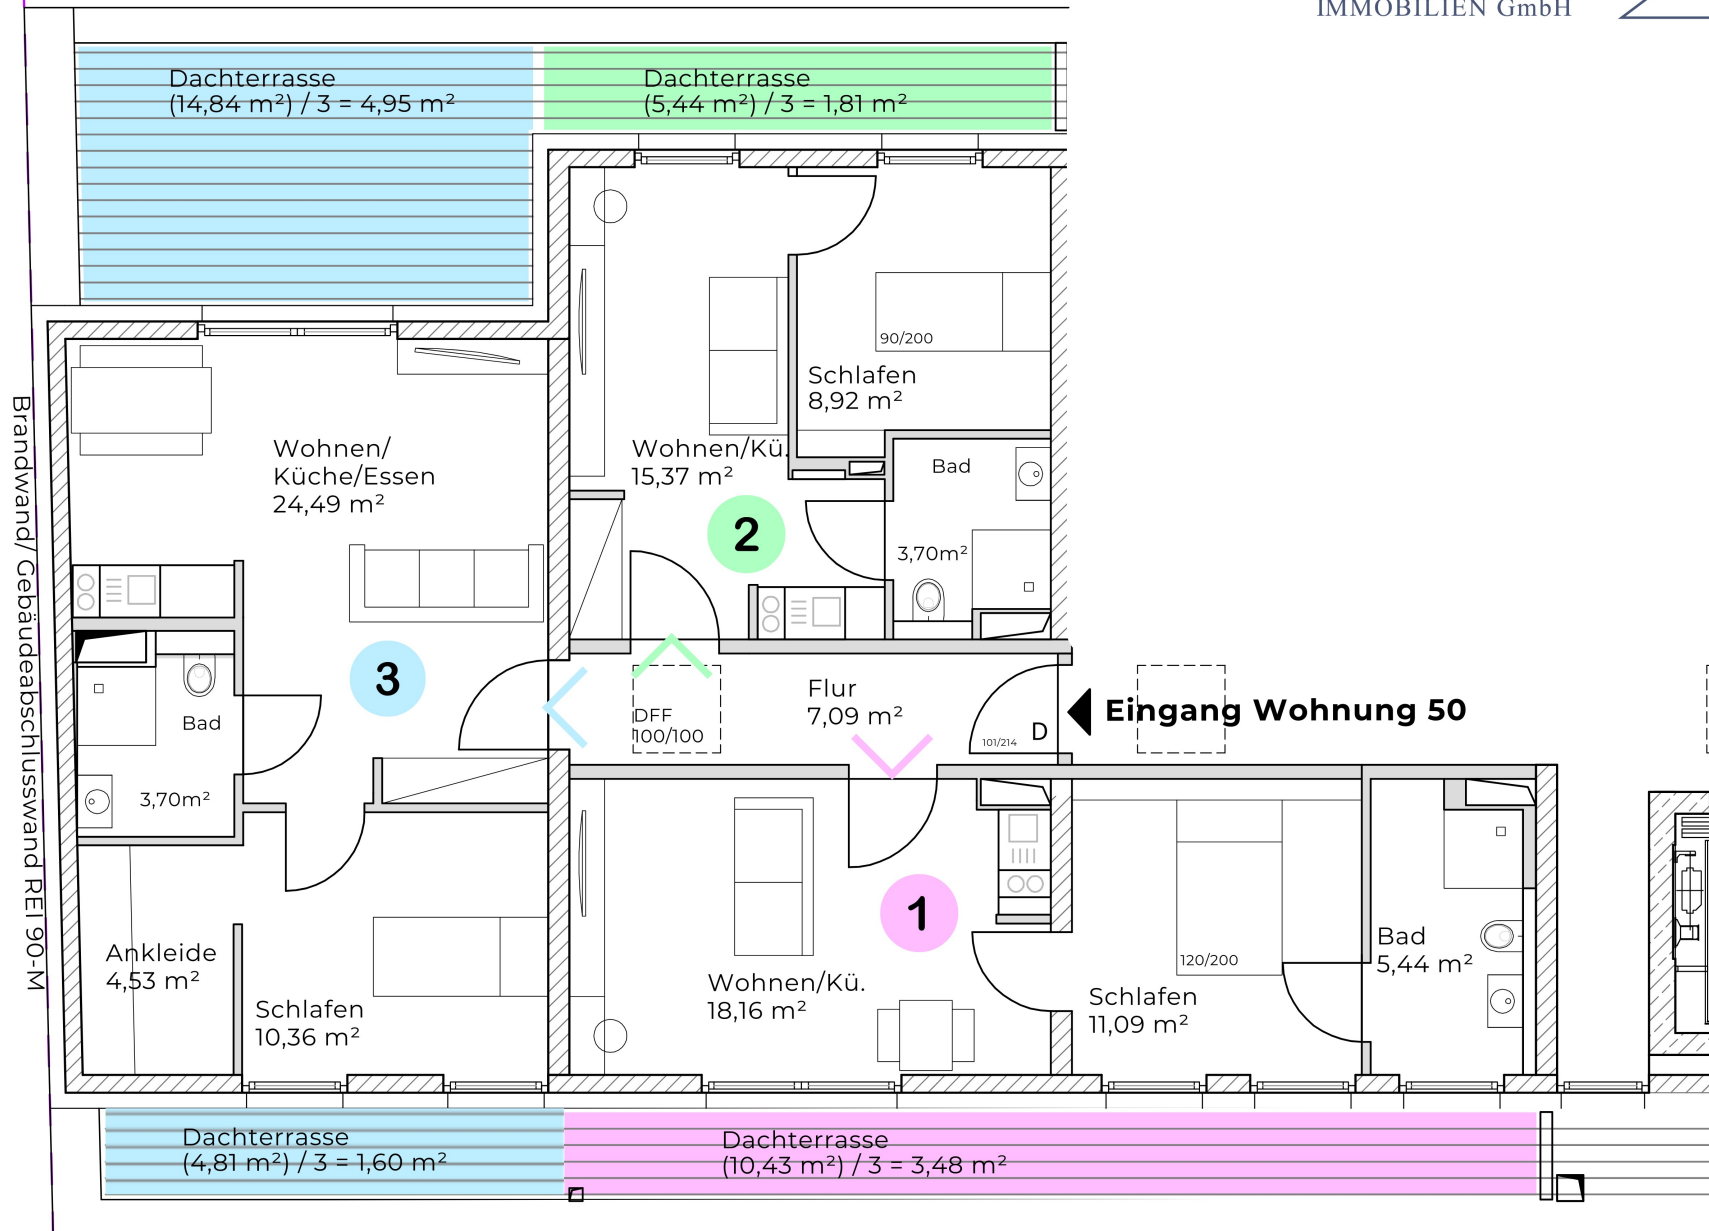 IMMOBILIEN GmbH
Dachterrasse
(14,84 m²) / 3 = 4,95 m²
Dachterrasse
(5,44 m²) / 3 = 1,81 m²
90/200
Schlafen
8,92 m²
Wohnen/
Küche/Essen
24,49 m²
Wohnen/Kü.
15,37 m²
Bad
3,70m²
2
3
Bad
3,70m²
DFF
100/100
Flur
7,09 m²
101/214
D
Eingang Wohnung 50
Brandwand/ Gebäudeabschlusswand REI 90-M
Ankleide
4,53 m²
Schlafen
10,36 m²
1
Wohnen/Kü.
18,16 m²
120/200
Schlafen
11,09 m²
Bad
5,44 m²
Dachterrasse
(4,81 m²) / 3 = 1,60 m²
Dachterrasse
(10,43 m²) / 3 = 3,48 m²